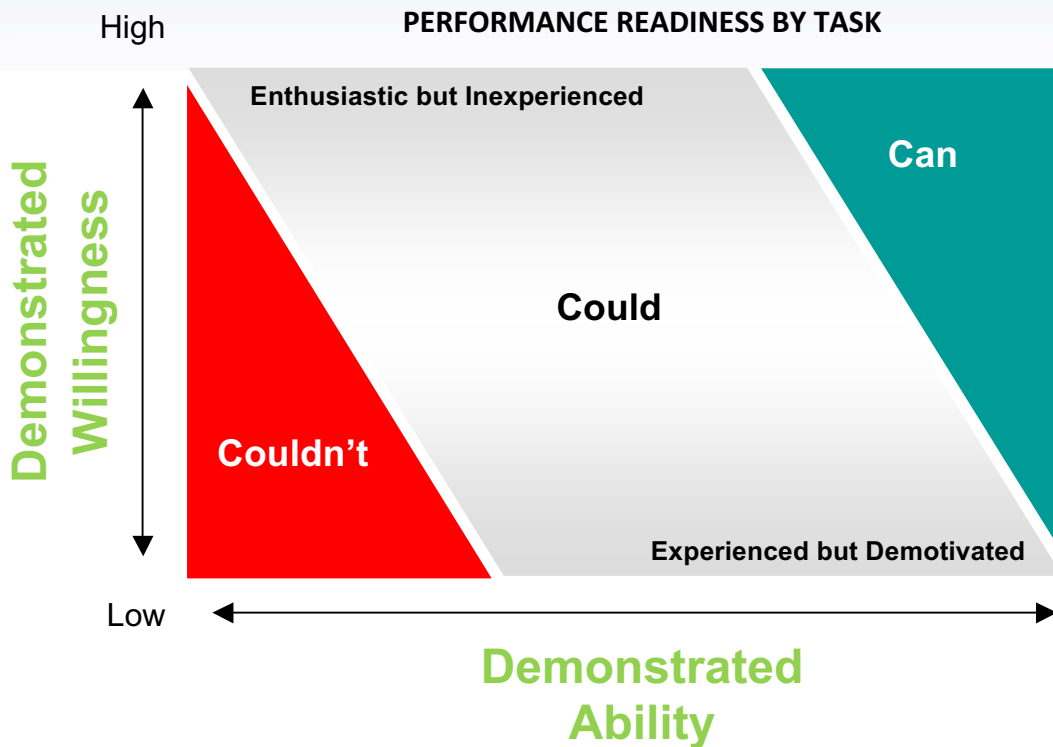 PERFORMANCE READINESS BY TASK
High
Enthusiastic but Inexperienced
Can
Demonstrated
Willingness
Could
Couldn’t
Experienced but Demotivated
Low
Demonstrated
Ability